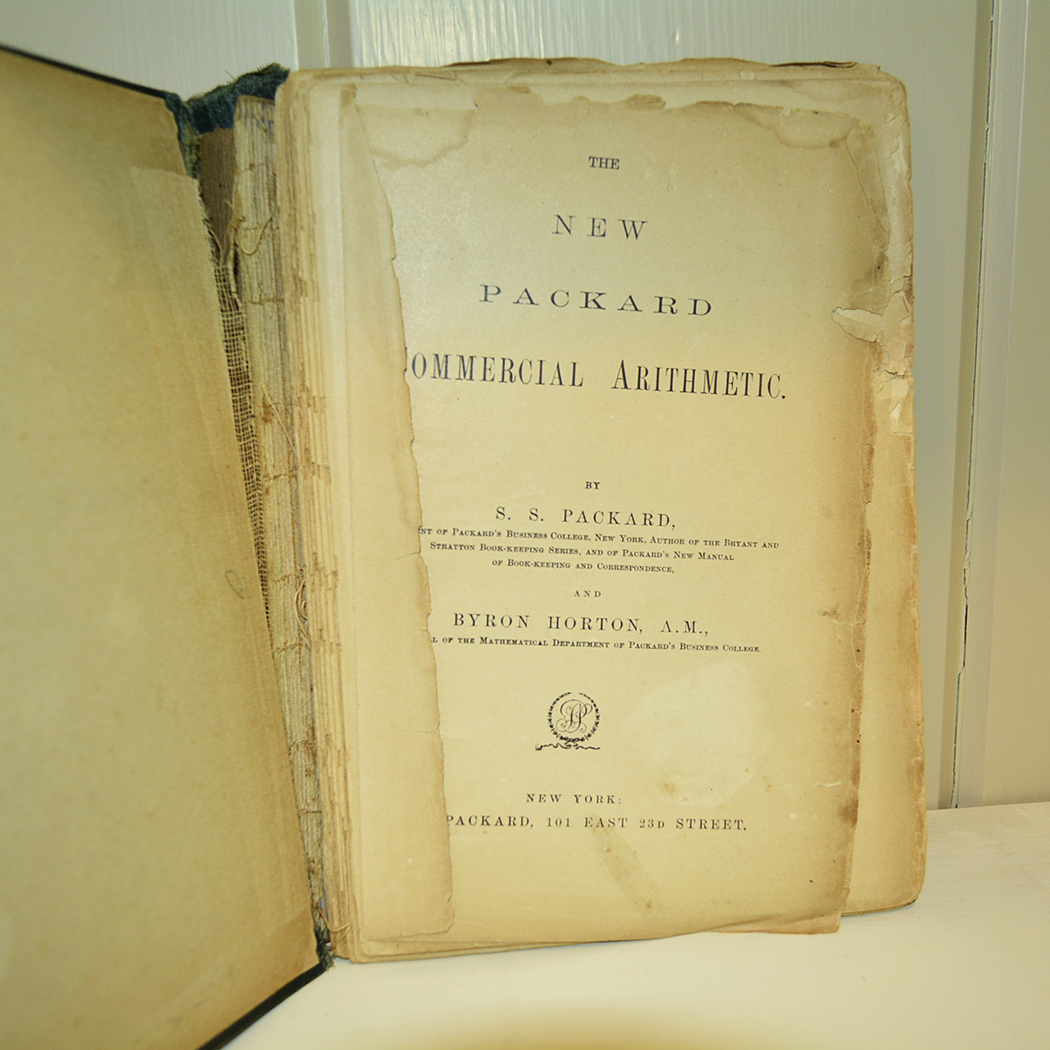 THE
NEW
PACKARD
OMMERCIAL ARITHMETIC.
BY
S. S. PACKARD,
NT OF PACKARD'S BUSINESS COLLEGE, NEW YORK, AUTHOR OF THE BRYANT AND
STRATTON BOOK-KEEPING SERIES, AND OF PACKARD'S NEW MANUAL
OF BOOK-KEEPING AND CORRESPONDENCE,
AND
BYRON HORTON, A.M.,
L OF THE MATHEMATICAL DEPARTMENT OF PACKARD'S BUSINESS COLLEGE
NEW YORK:
PACKARD, 101 EAST 23D STREET.